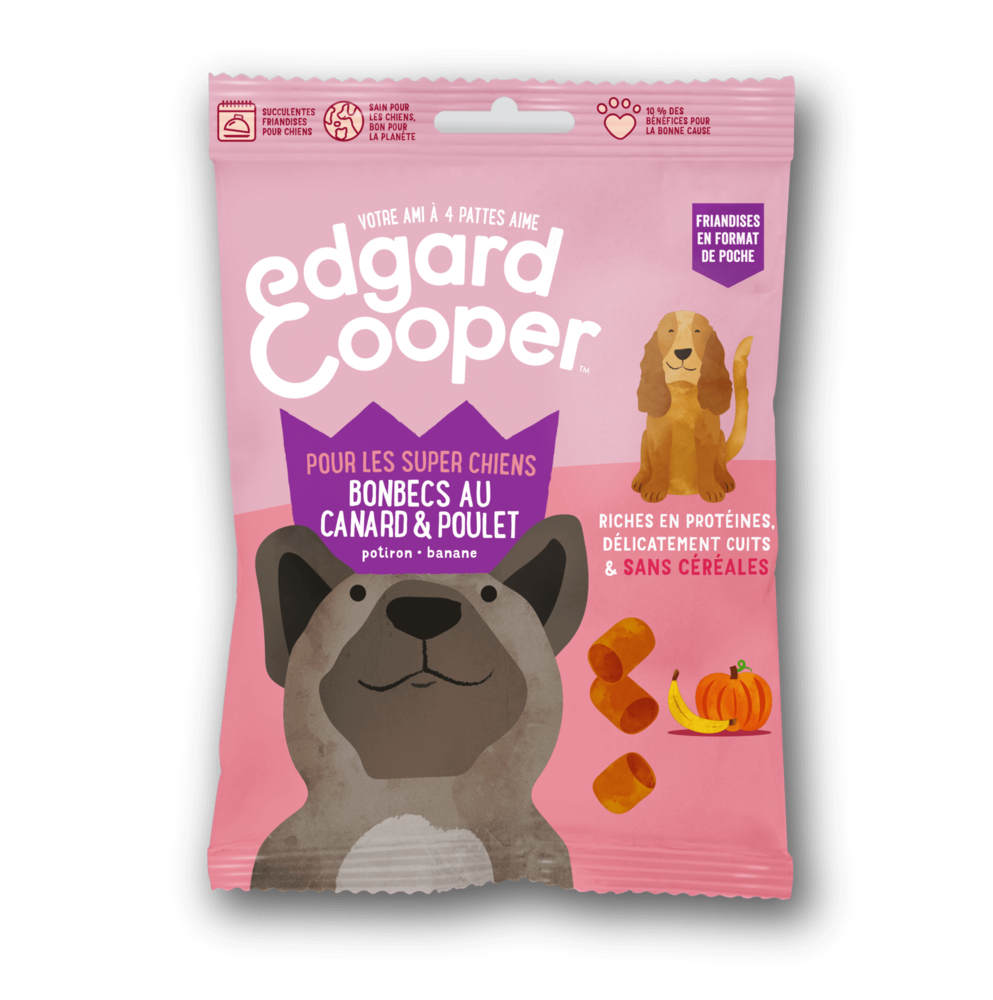 SUCCULENTES
FRIANDISES
POUR CHIENS
SAIN POUR
LES CHIENS,
BON POUR
LA PLANÈTE
10 % DES
BÉNÉFICES POUR
LA BONNE CAUSE
VOTRE AMI À 4 PATTES AIME
edgard
Cooper™
FRIANDISES
EN FORMAT
DE POCHE
POUR LES SUPER CHIENS
BONBECS AU
CANARD & POULET
potiron • banane
RICHES EN PROTÉINES,
DÉLICATEMENT CUITS
& SANS CÉRÉALES